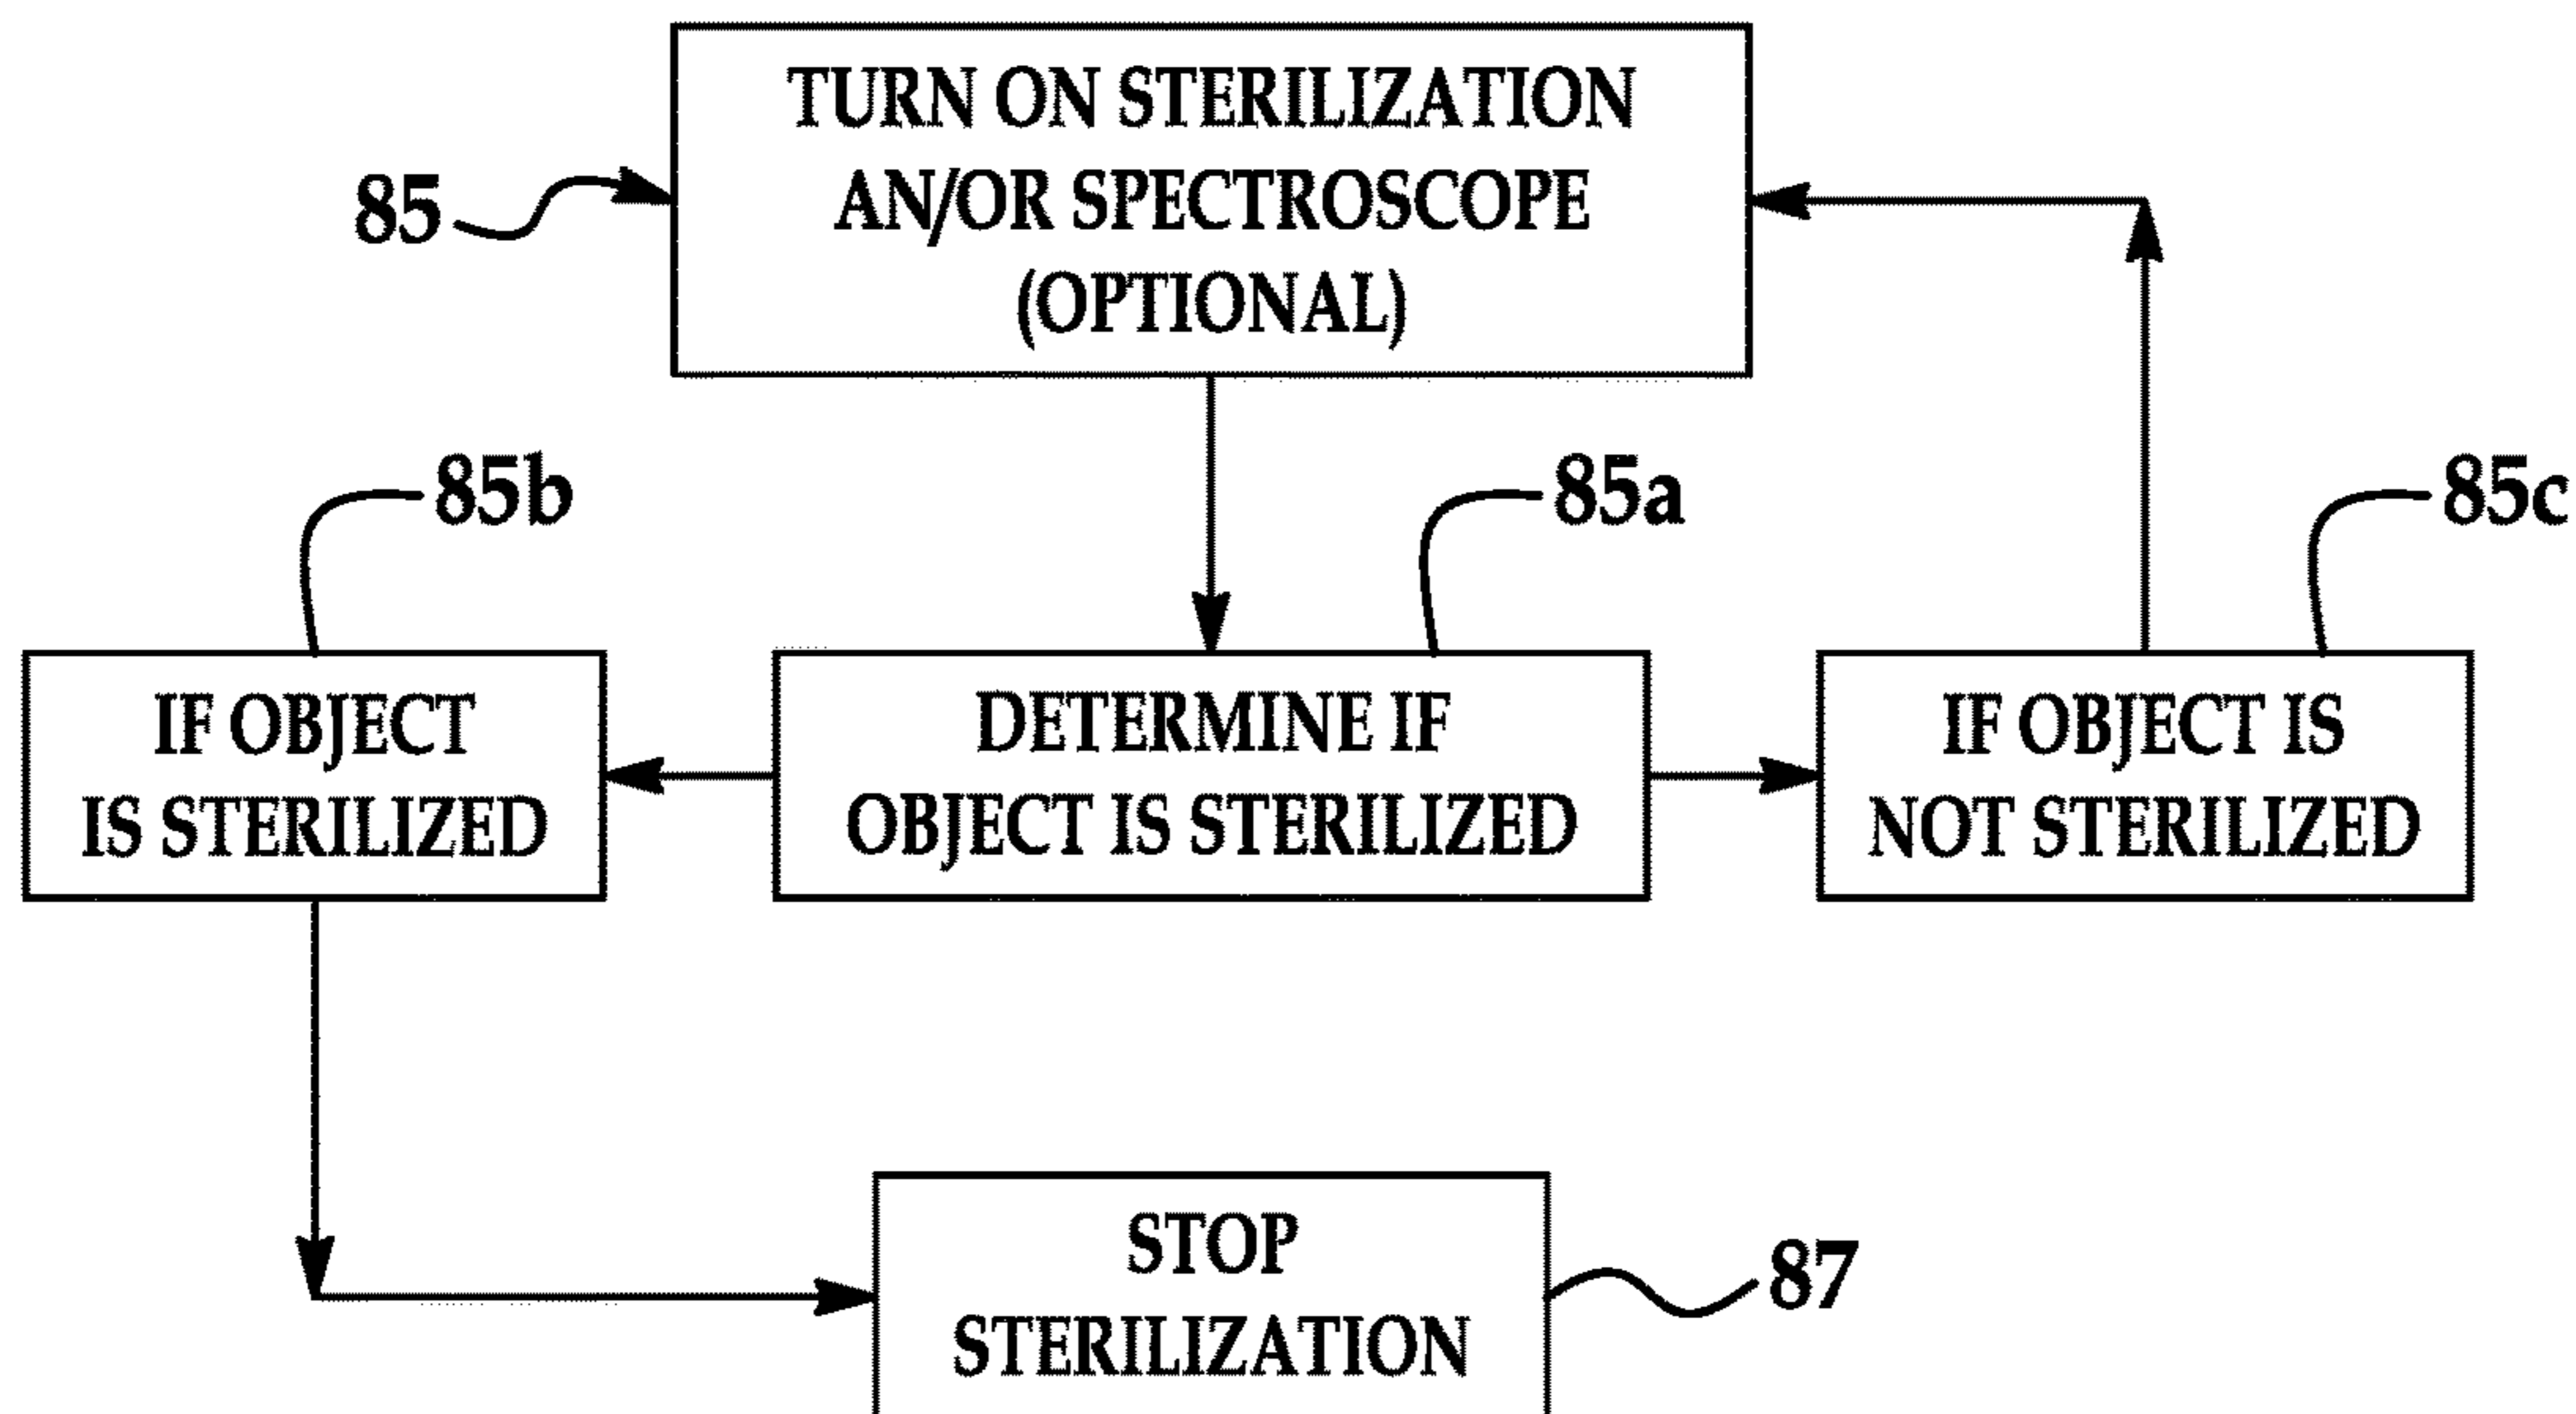 TURN ON STERILIZATION
AN/OR SPECTROSCOPE
(OPTIONAL)
85
85b
85a
85c
IF OBJECT
IS STERILIZED
DETERMINE IF
OBJECT IS STERILIZED
IF OBJECT IS
NOT STERILIZED
STOP
STERILIZATION
87